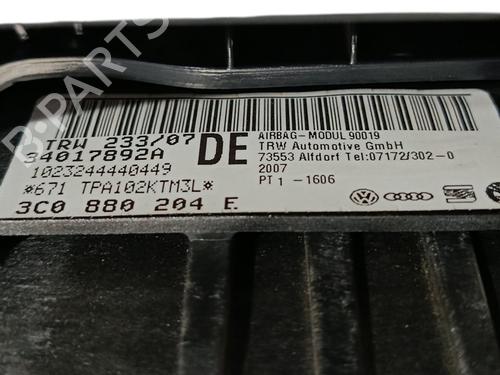 TRW 233/07
34017892A
1023244440449
*671 TPA102KTM3L*
3C0 880 204 E
DE
AIRBAG-MODUL 90019
TRW Automotive GmbH
73553 Alfdorf Tel:07172/302-0
2007
PT 1 -1606
B-PARTS